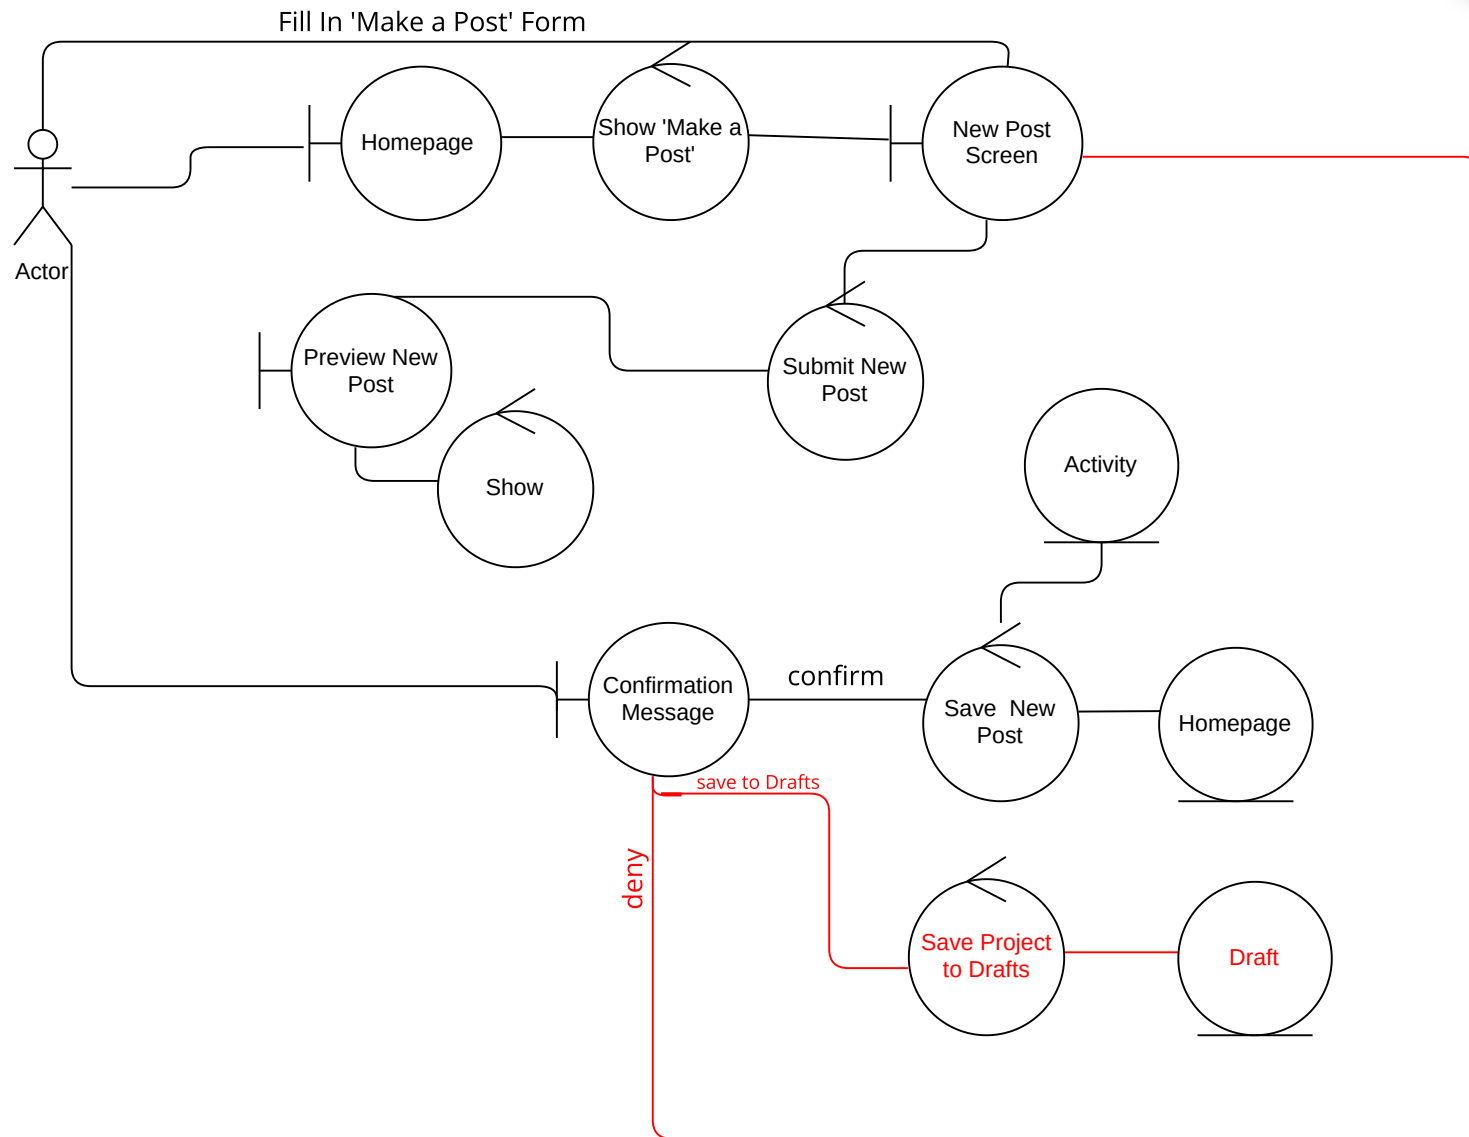 Fill In 'Make a Post' Form
Homepage
Show 'Make a
Post'
New Post
Screen
Actor
Preview New
Post
Submit New
Post
Show
Activity
Confirmation
Message
confirm
Save  New
Post
Homepage
save to Drafts
deny
Save Project
to Drafts
Draft